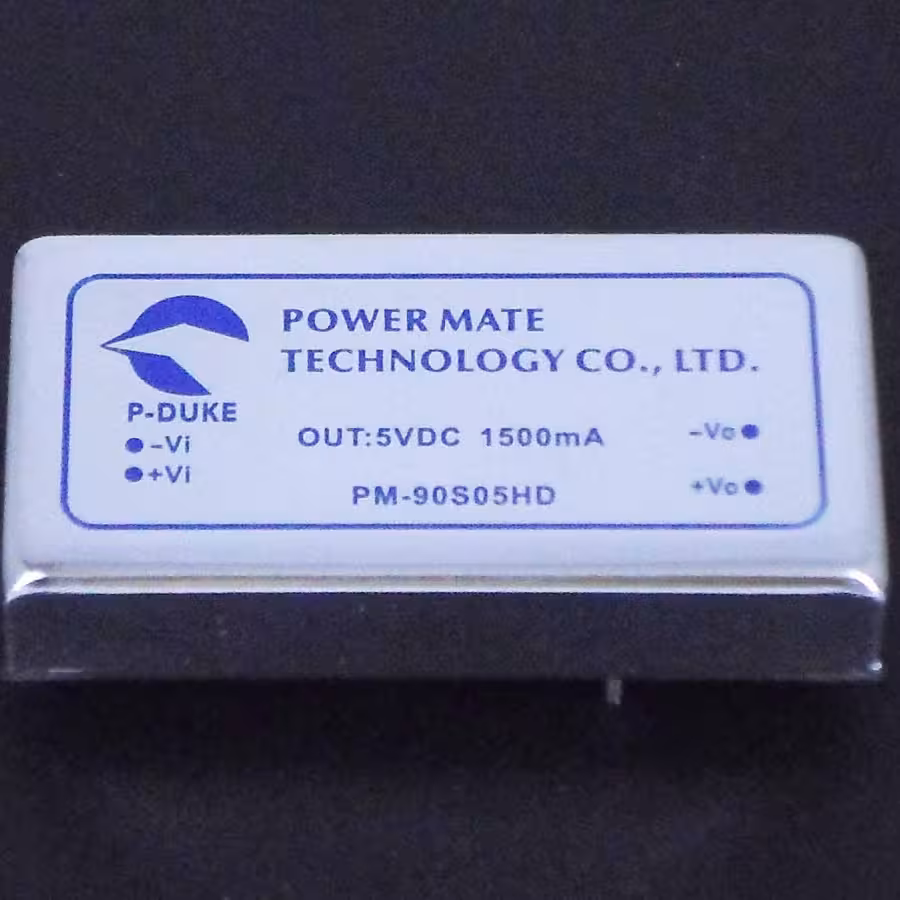 POWER MATE
TECHNOLOGY CO., LTD.
P-DUKE
-Vi
+Vi
OUT:5VDC 1500mA
PM-90S05HD
-Vo
+Vo